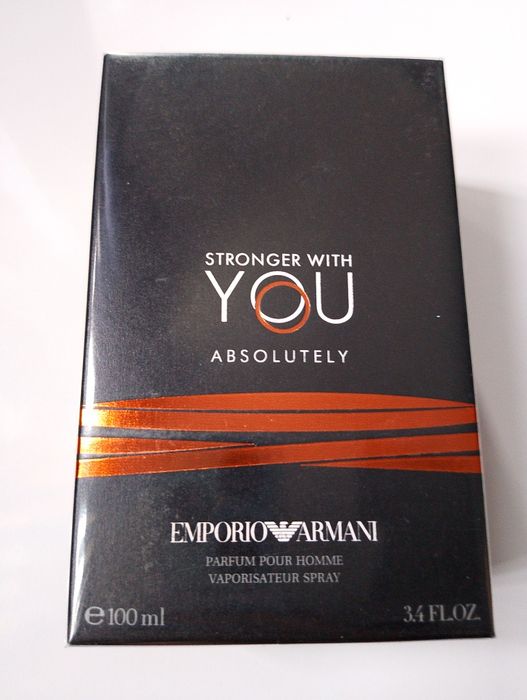 STRONGER WITH
YOU
ABSOLUTELY
EMPORIO ARMANI
PARFUM POUR HOMME
VAPORISATEUR SPRAY
e 100 ml 3.4 FL.OZ.